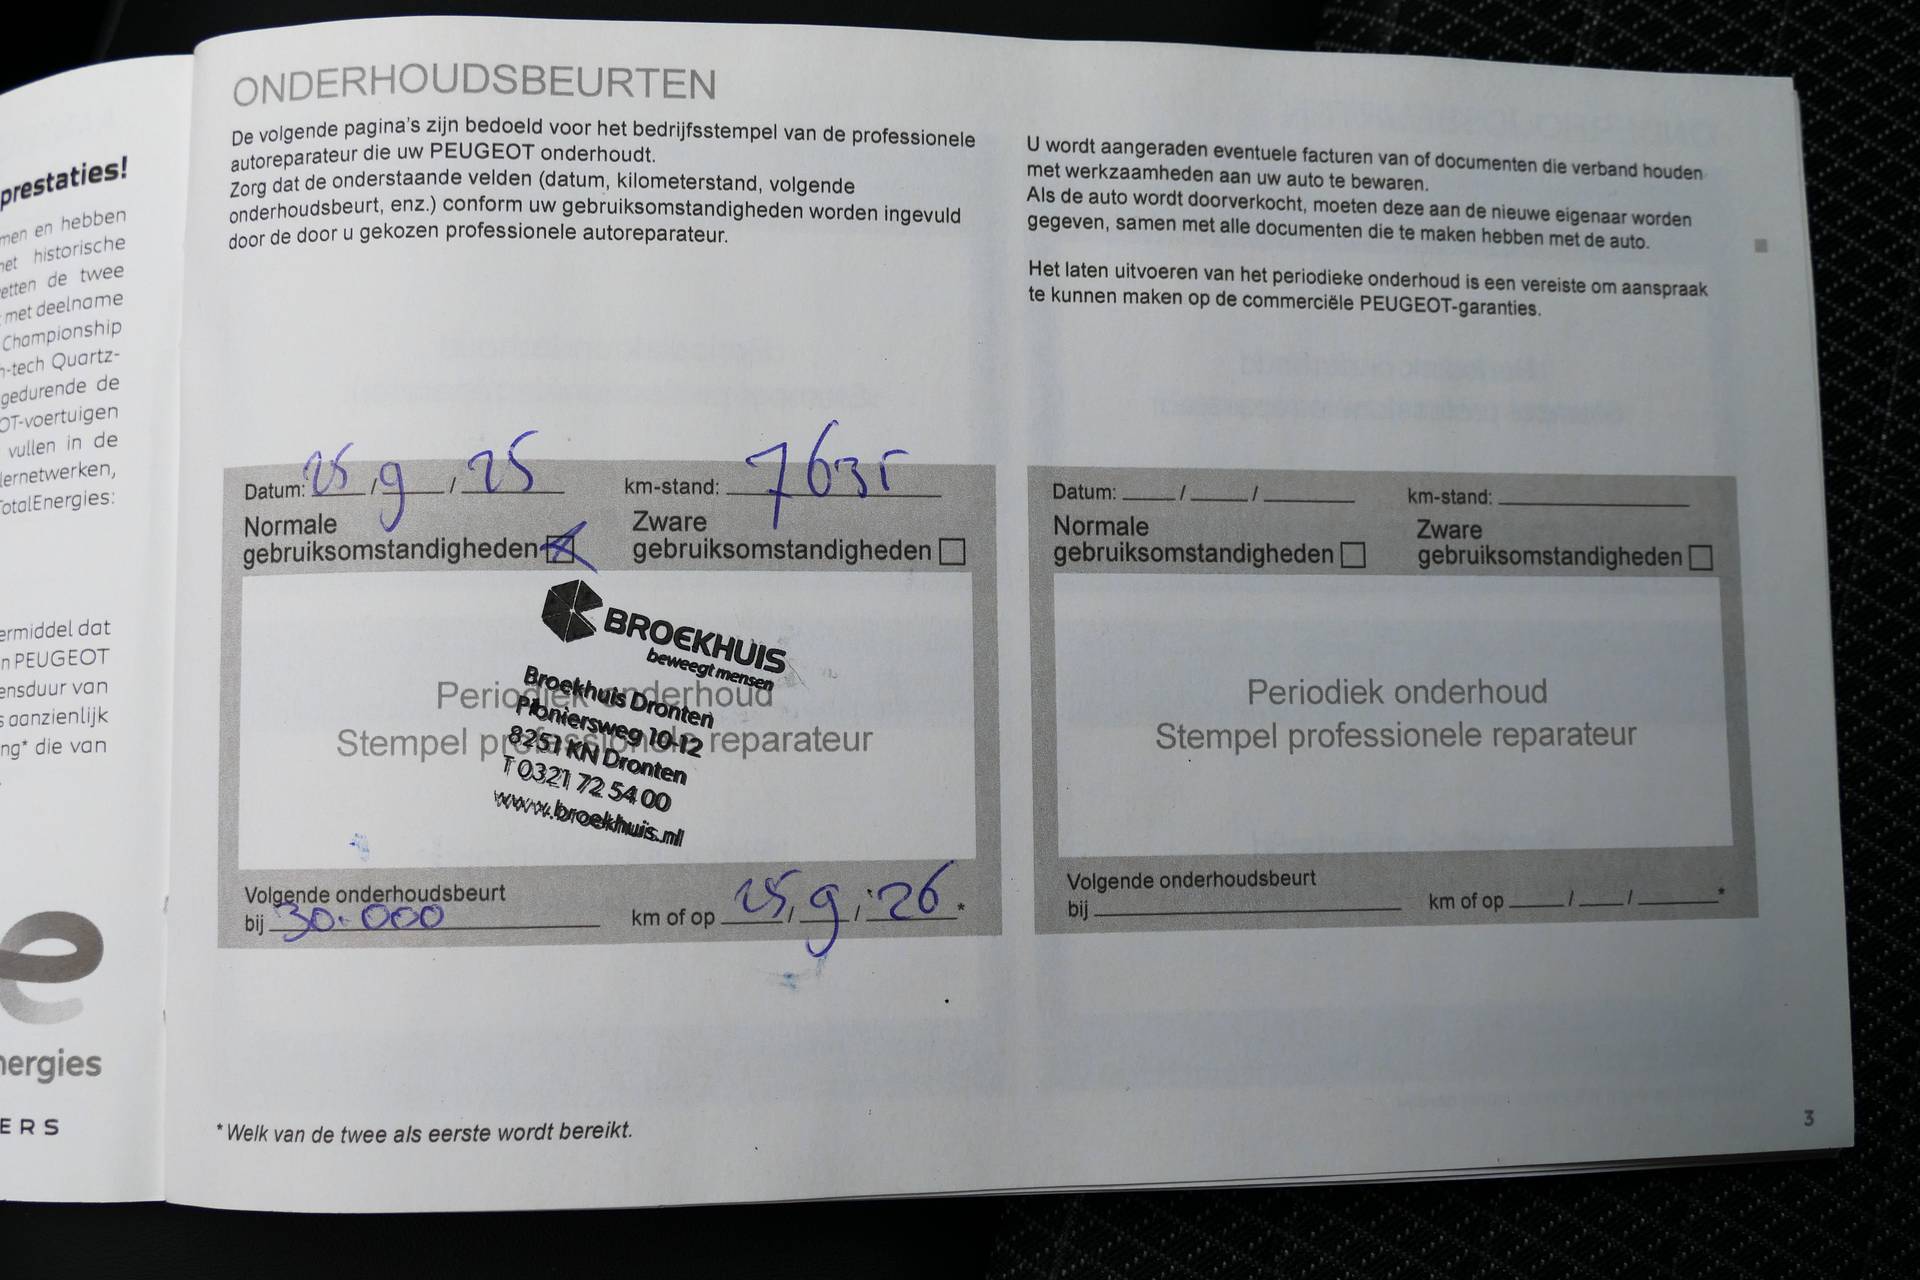 prestaties!
men en hebben
het historische
etten de twee
met deelname
Championship
-tech Quartz-
gedurende de
OT-voertuigen
vullen in de
lernetwerken,
TotalEnergies:
ermiddel dat
n PEUGEOT
ensduur van
s aanzienlijk
ng* die van
e
nergies
ERS
ONDERHOUDSBEURTEN
De volgende pagina's zijn bedoeld voor het bedrijfsstempel van de professionele
autoreparateur die uw PEUGEOT onderhoudt.
Zorg dat de onderstaande velden (datum, kilometerstand, volgende
onderhoudsbeurt, enz.) conform uw gebruiksomstandigheden worden ingevuld
door de door u gekozen professionele autoreparateur.
U wordt aangeraden eventuele facturen van of documenten die verband houden
met werkzaamheden aan uw auto te bewaren.
Als de auto wordt doorverkocht, moeten deze aan de nieuwe eigenaar worden
gegeven, samen met alle documenten die te maken hebben met de auto.
Het laten uitvoeren van het periodieke onderhoud is een vereiste om aanspraak
te kunnen maken op de commerciële PEUGEOT-garanties.
Datum: 25 / 9 / 25 km-stand: 7635
Normale
gebruiksomstandigheden
Zware
gebruiksomstandigheden
BROEKHUIS
beweegt mensen
Periodiek onderhoud
Stempel professionele reparateur
Broekhuis Dronten
Pioniersweg 10-12
8251 KN Dronten
T 0321 72 54 00
www.broekhuis.nl
Volgende onderhoudsbeurt
bij 30.000 km of op 25 / 9 / 26 *
Datum: ____ / ____ / ______ km-stand: ____________
Normale
gebruiksomstandigheden
Zware
gebruiksomstandigheden
Periodiek onderhoud
Stempel professionele reparateur
Volgende onderhoudsbeurt
bij ____________ km of op ____ / ____ / ______ *
* Welk van de twee als eerste wordt bereikt.
3